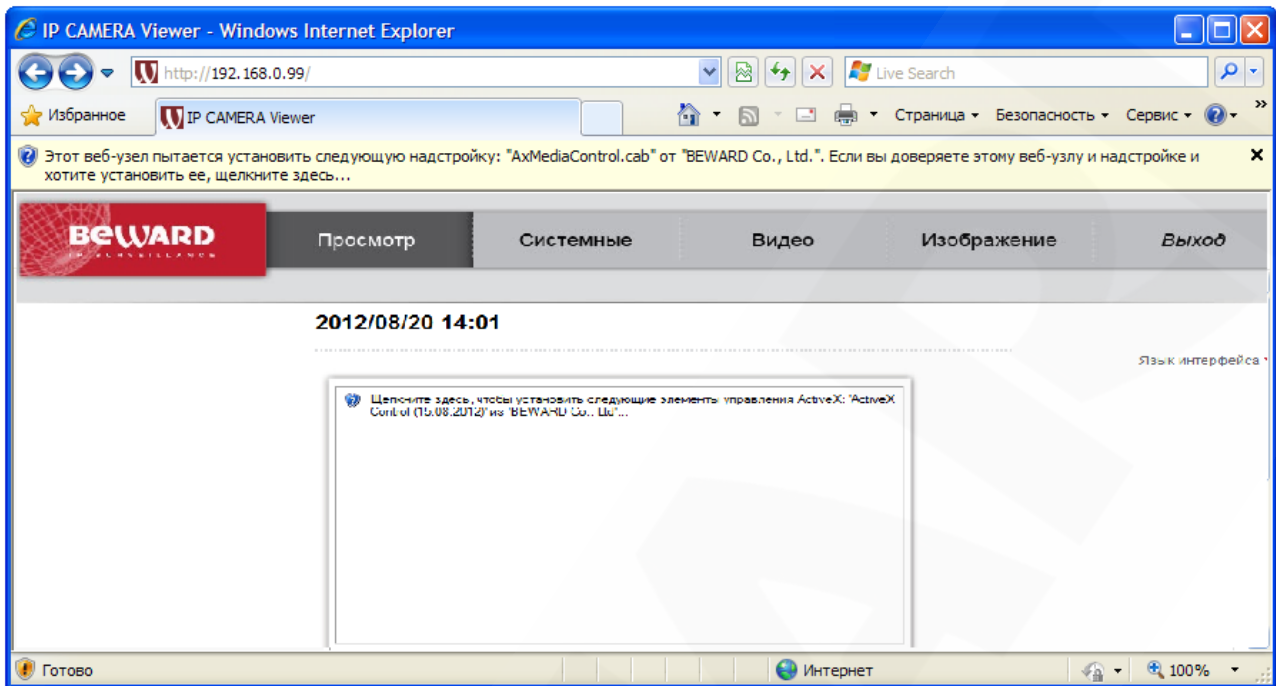 IP CAMERA Viewer - Windows Internet Explorer
http://192.168.0.99/
Live Search
Избранное
IP CAMERA Viewer
Страница
Безопасность
Сервис
Этот веб-узел пытается установить следующую надстройку: "AxMediaControl.cab" от "BEWARD Co., Ltd.". Если вы доверяете этому веб-узлу и надстройке и
хотите установить ее, щелкните здесь...
BEWARD
IP SURVEILLANCE
Просмотр
Системные
Видео
Изображение
Выход
2012/08/20 14:01
Язык интерфейса
Щелкните здесь, чтобы установить следующие элементы управления ActiveX: "ActiveX
Control (15.08.2012)"из "BEWARD Co., Ltd"...
Готово
Интернет
100%